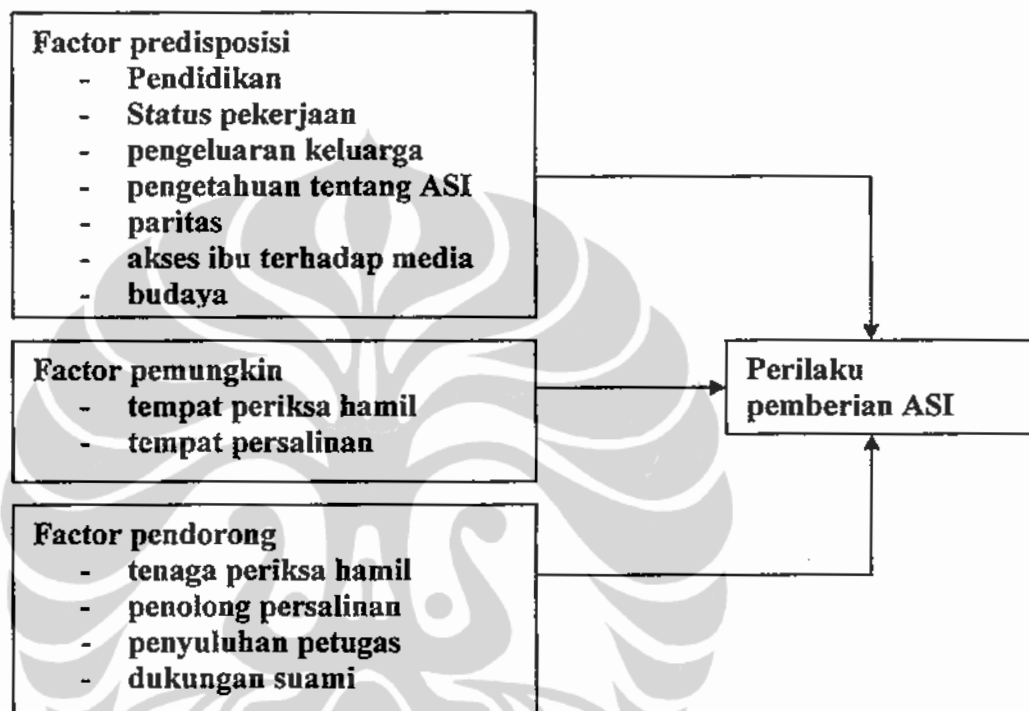 Factor predisposisi
- Pendidikan
- Status pekerjaan
- pengeluaran keluarga
- pengetahuan tentang ASI
- paritas
- akses ibu terhadap media
- budaya
Factor pemungkin
- tempat periksa hamil
- tempat persalinan
Perilaku
pemberian ASI
Factor pendorong
- tenaga periksa hamil
- penolong persalinan
- penyuluhan petugas
- dukungan suami